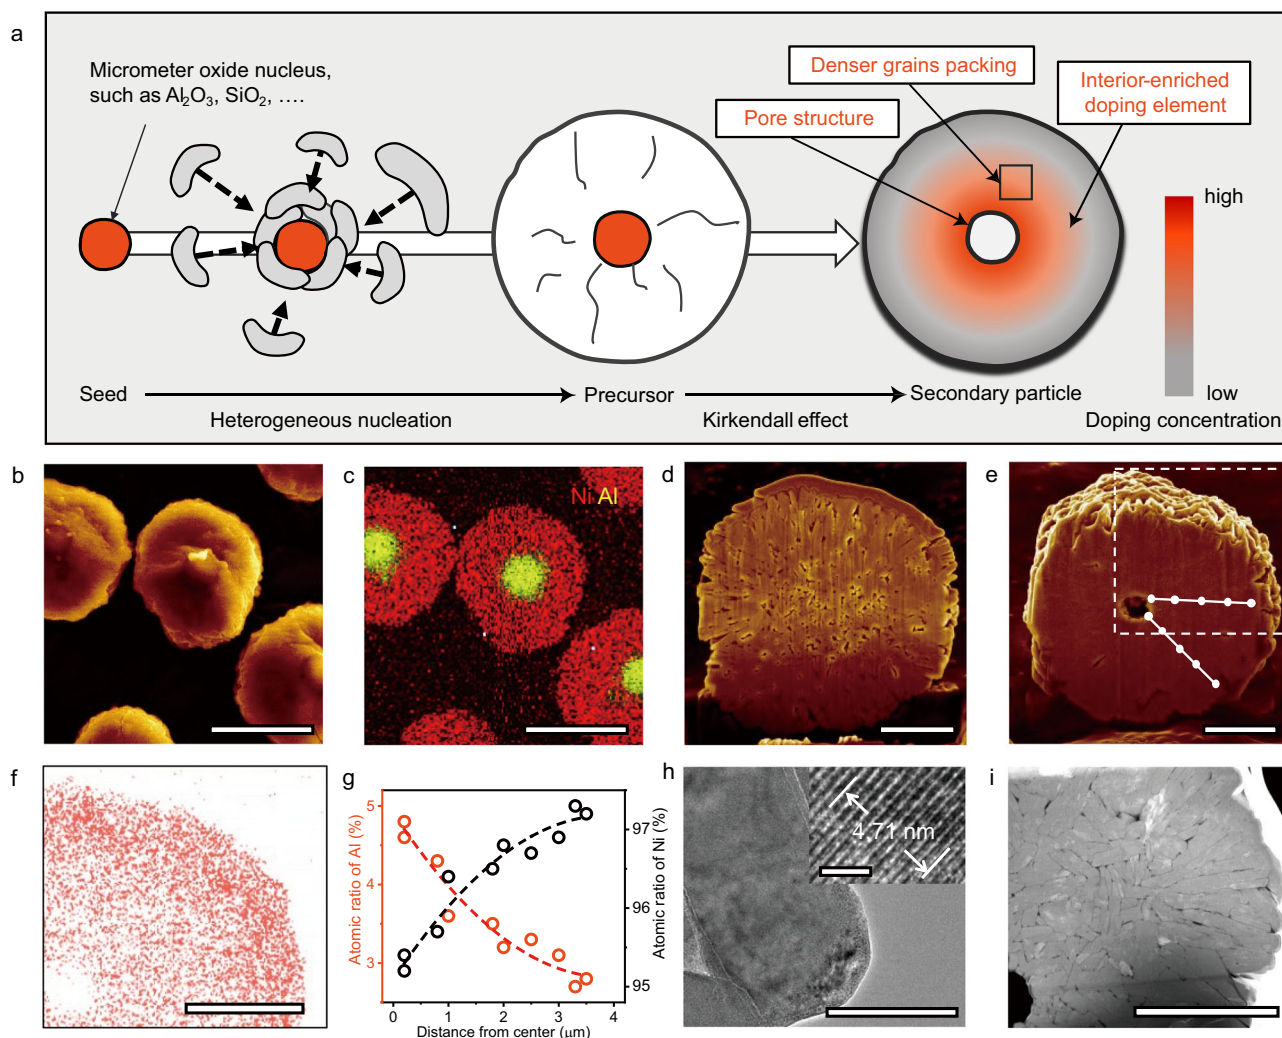 a
Micrometer oxide nucleus,
such as Al₂O₃, SiO₂, ….
Denser grains packing
Interior-enriched
doping element
Pore structure
high
low
Seed
Precursor
Secondary particle
Heterogeneous nucleation
Kirkendall effect
Doping concentration
b
c
Ni Al
d
e
f
g
Atomic ratio of Al (%)
5
4
3
97
96
95
Atomic ratio of Ni (%)
0
1
2
3
4
Distance from center (μm)
h
4.71 nm
i